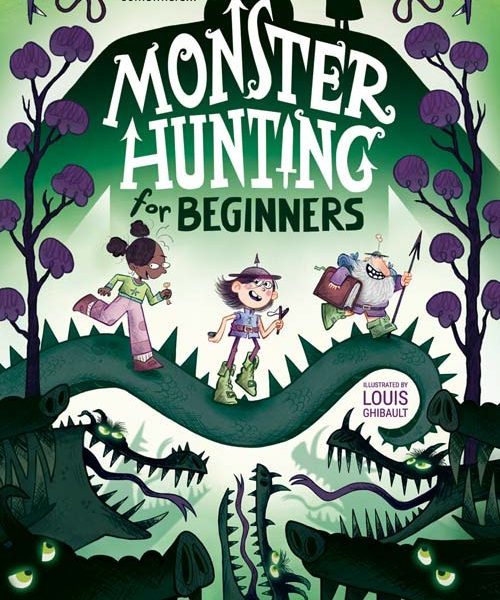 MONSTER
HUNTING
for BEGINNERS
ILLUSTRATED BY
LOUIS
GHIBAULT